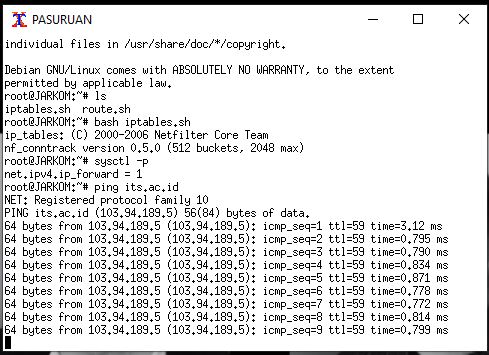 PASURUAN
individual files in /usr/share/doc/*/copyright.
Debian GNU/Linux comes with ABSOLUTELY NO WARRANTY, to the extent
permitted by applicable law.
root@JARKOM:~# ls
iptables.sh  route.sh
root@JARKOM:~# bash iptables.sh
ip_tables: (C) 2000-2006 Netfilter Core Team
nf_conntrack version 0.5.0 (512 buckets, 2048 max)
root@JARKOM:~# sysctl -p
net.ipv4.ip_forward = 1
root@JARKOM:~# ping its.ac.id
NET: Registered protocol family 10
PING its.ac.id (103.94.189.5) 56(84) bytes of data.
64 bytes from 103.94.189.5 (103.94.189.5): icmp_seq=1 ttl=59 time=3.12 ms
64 bytes from 103.94.189.5 (103.94.189.5): icmp_seq=2 ttl=59 time=0.795 ms
64 bytes from 103.94.189.5 (103.94.189.5): icmp_seq=3 ttl=59 time=0.790 ms
64 bytes from 103.94.189.5 (103.94.189.5): icmp_seq=4 ttl=59 time=0.834 ms
64 bytes from 103.94.189.5 (103.94.189.5): icmp_seq=5 ttl=59 time=0.871 ms
64 bytes from 103.94.189.5 (103.94.189.5): icmp_seq=6 ttl=59 time=0.778 ms
64 bytes from 103.94.189.5 (103.94.189.5): icmp_seq=7 ttl=59 time=0.772 ms
64 bytes from 103.94.189.5 (103.94.189.5): icmp_seq=8 ttl=59 time=0.814 ms
64 bytes from 103.94.189.5 (103.94.189.5): icmp_seq=9 ttl=59 time=0.799 ms